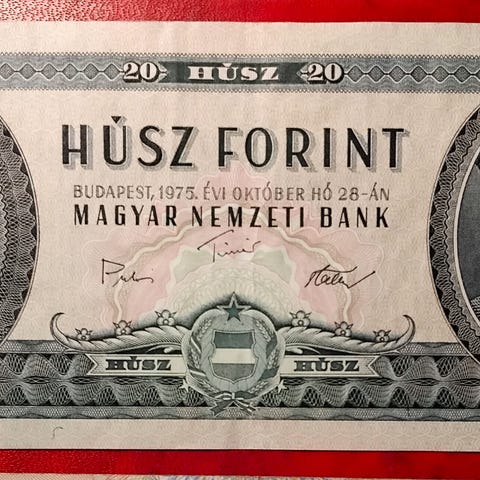 20 HÚSZ 20
HÚSZ FORINT
BUDAPEST, 1975. ÉVI OKTÓBER HÓ 28-ÁN
MAGYAR NEMZETI BANK
HÚSZ HÚSZ